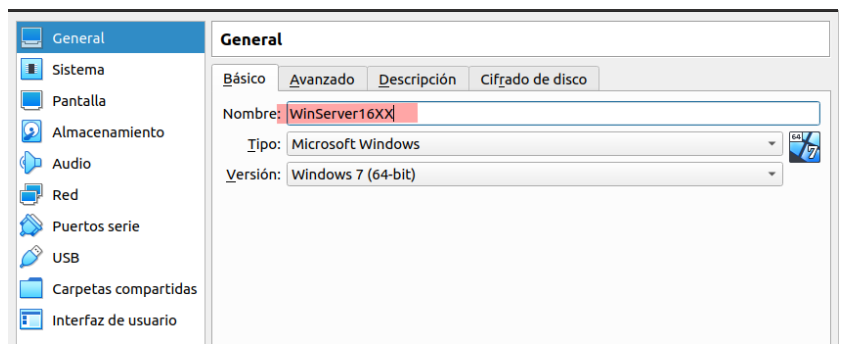 General
Sistema
Pantalla
Almacenamiento
Audio
Red
Puertos serie
USB
Carpetas compartidas
Interfaz de usuario
General
Básico Avanzado Descripción Cifrado de disco
Nombre: WinServer16XX
Tipo: Microsoft Windows
64
7
Versión: Windows 7 (64-bit)